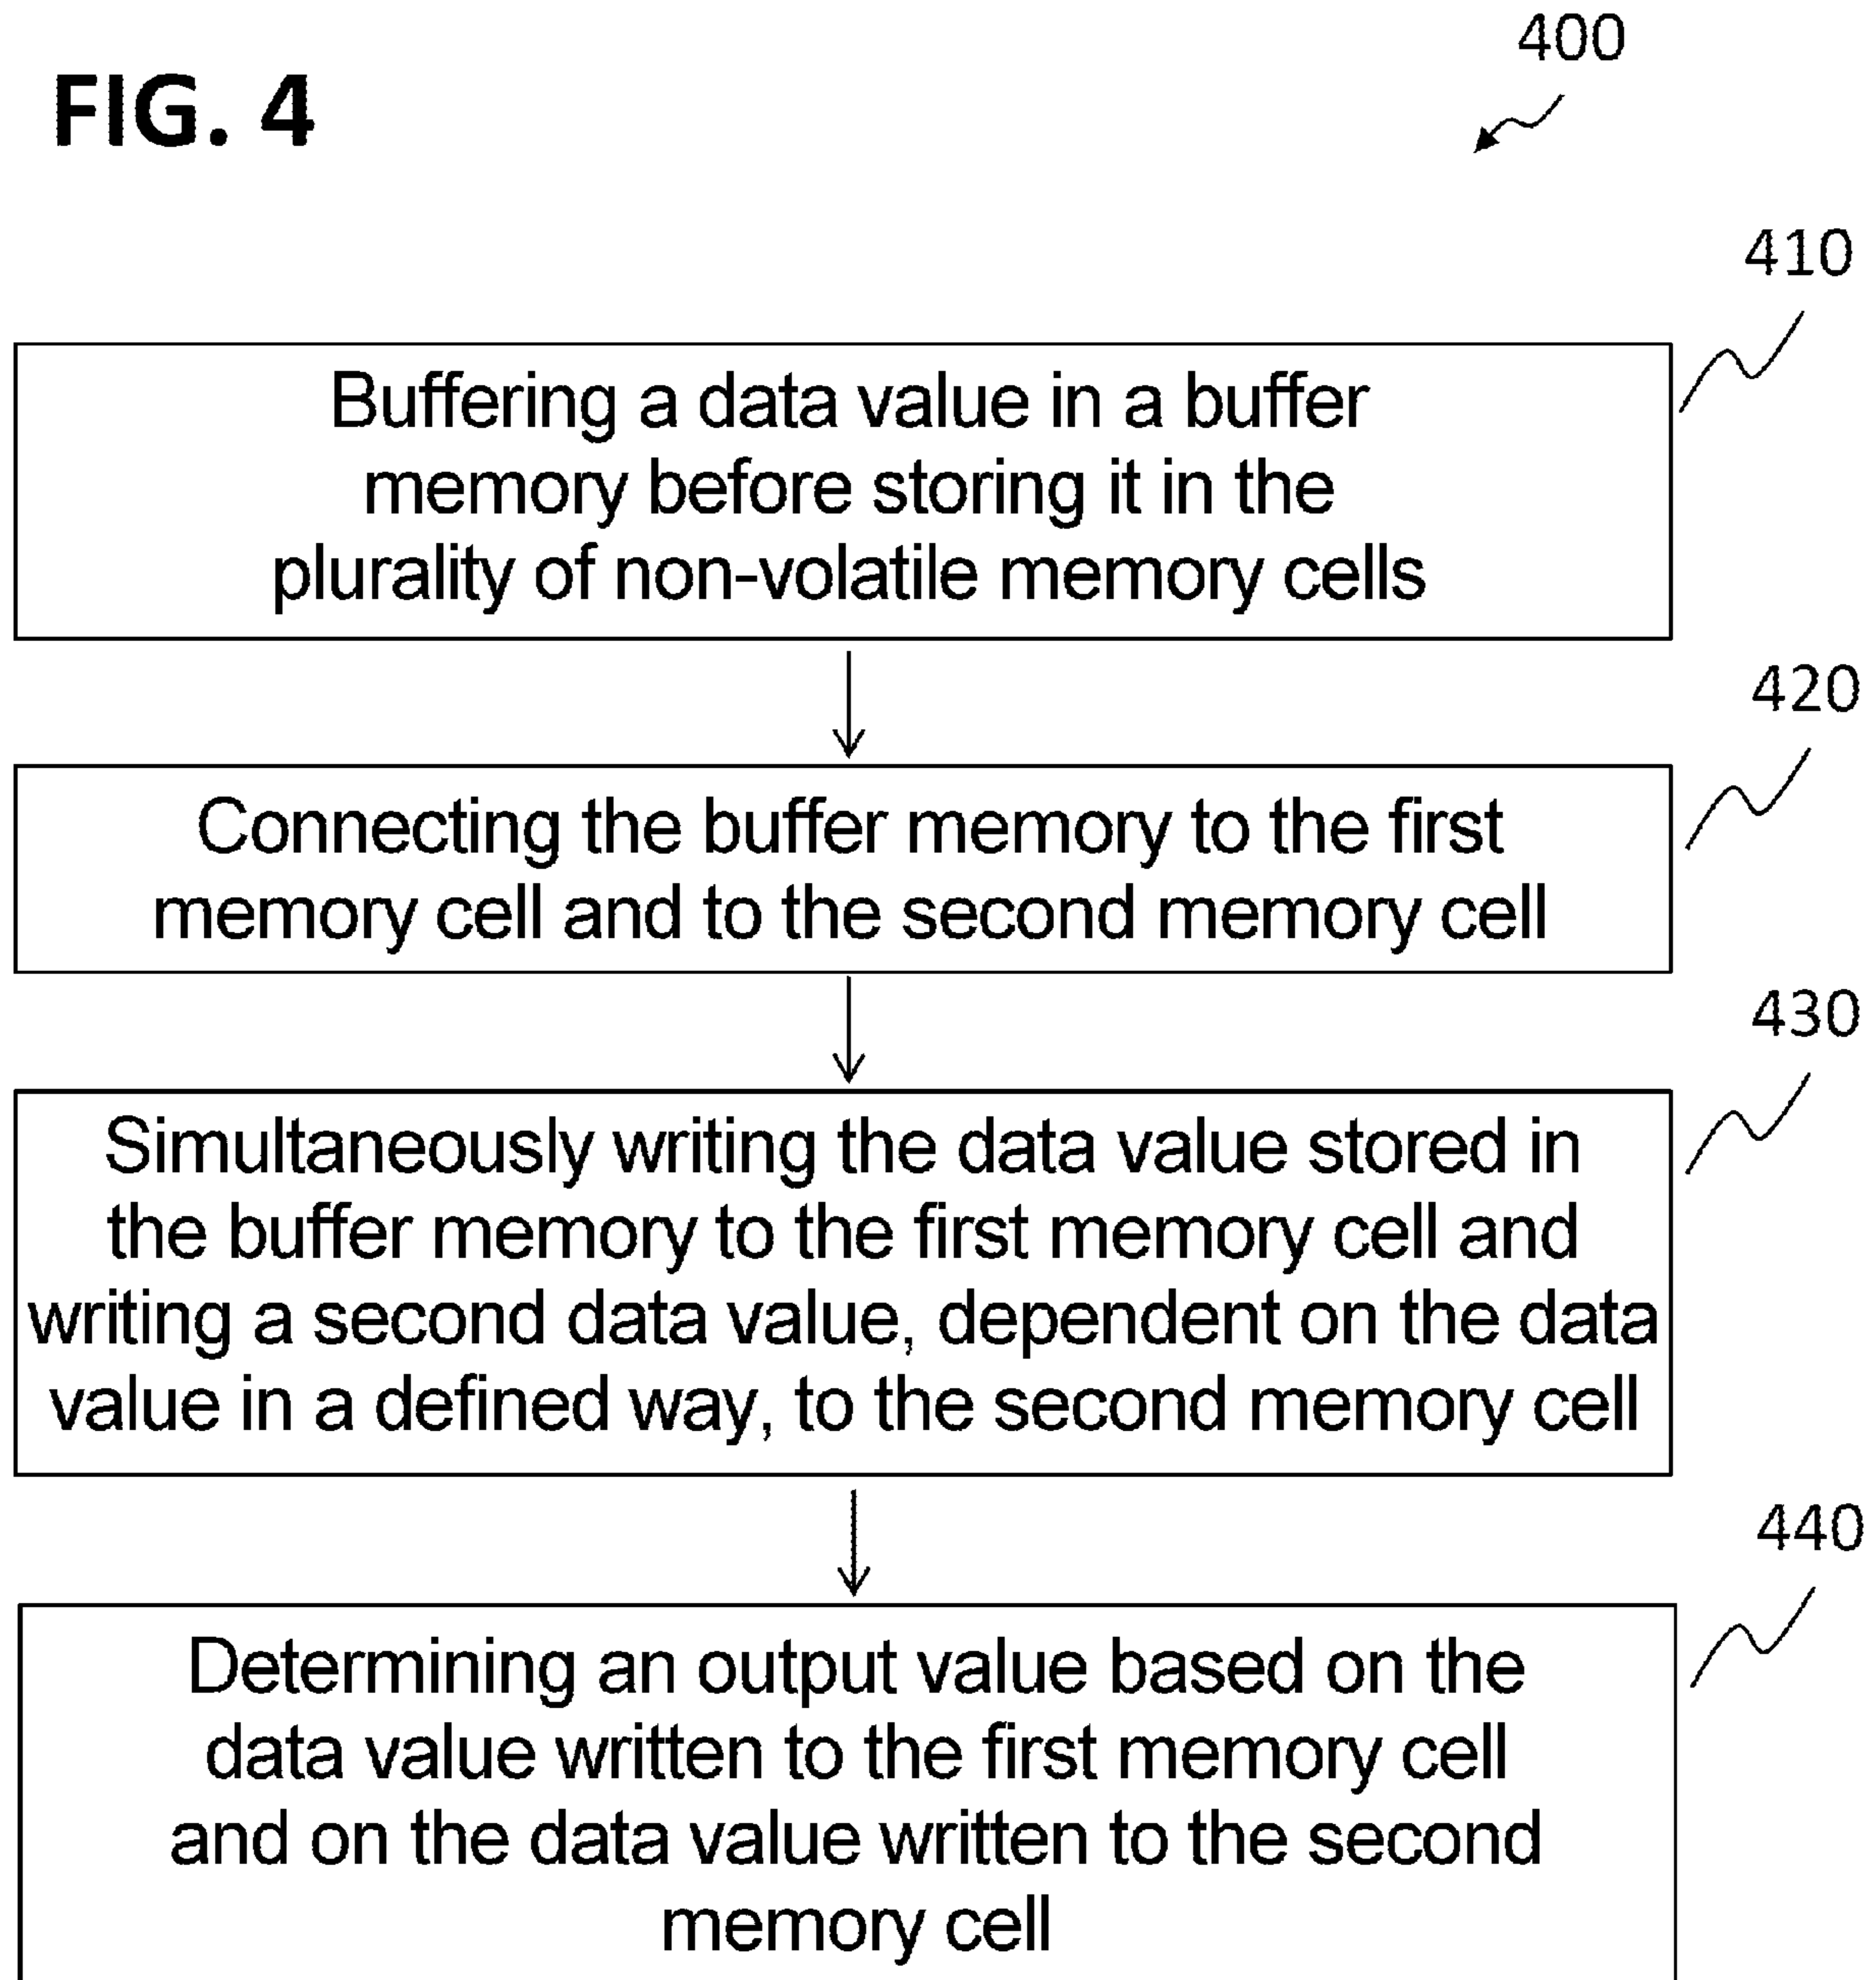 400
FIG. 4
410
Buffering a data value in a buffer
memory before storing it in the
plurality of non-volatile memory cells
420
Connecting the buffer memory to the first
memory cell and to the second memory cell
430
Simultaneously writing the data value stored in
the buffer memory to the first memory cell and
writing a second data value, dependent on the data
value in a defined way, to the second memory cell
440
Determining an output value based on the
data value written to the first memory cell
and on the data value written to the second
memory cell